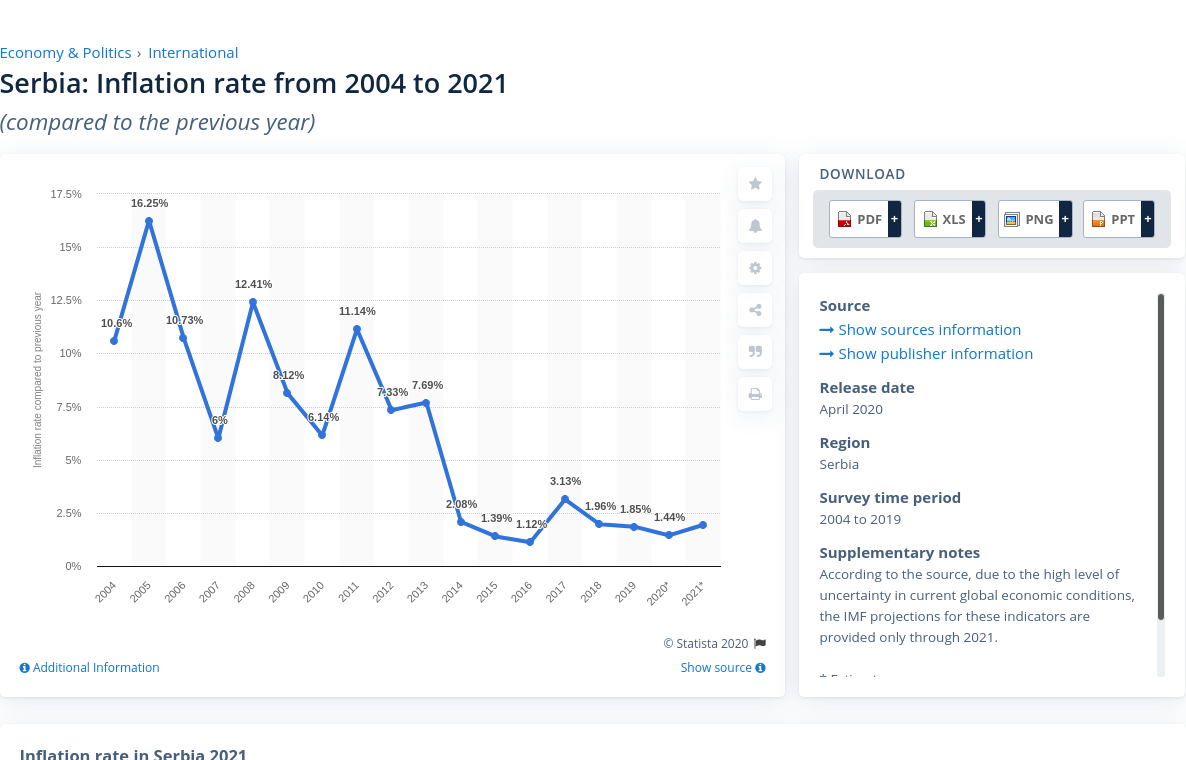 Economy & Politics › International
Serbia: Inflation rate from 2004 to 2021
(compared to the previous year)
Inflation rate compared to previous year
17.5%
15%
12.5%
10%
7.5%
5%
2.5%
0%
10.6%
16.25%
10.73%
6%
12.41%
8.12%
6.14%
11.14%
7.33%
7.69%
2.08%
1.39%
1.12%
3.13%
1.96%
1.85%
1.44%
2004
2005
2006
2007
2008
2009
2010
2011
2012
2013
2014
2015
2016
2017
2018
2019
2020*
2021*
© Statista 2020
Additional Information
Show source
DOWNLOAD
PDF + XLS + PNG + PPT +
Source
Show sources information
Show publisher information
Release date
April 2020
Region
Serbia
Survey time period
2004 to 2019
Supplementary notes
According to the source, due to the high level of
uncertainty in current global economic conditions,
the IMF projections for these indicators are
provided only through 2021.
Inflation rate in Serbia 2021